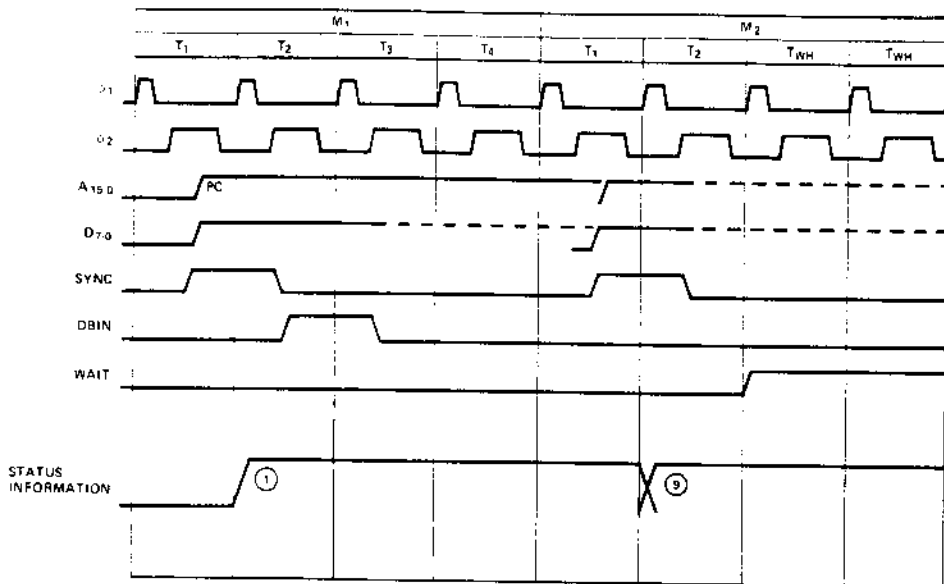 M1 M2
T1 T2 T3 T4 T1 T2 TWH TWH
A15-0 PC
D7-0
SYNC
DBIN
WAIT
STATUS
INFORMATION
1 9